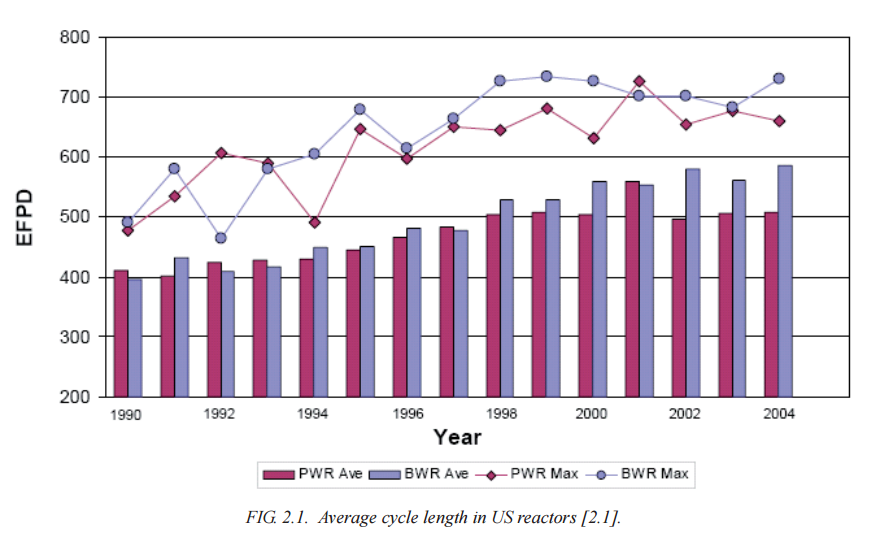 800
700
600
500
400
300
200
EFPD
1990 1992 1994 1996 1998 2000 2002 2004
Year
PWR Ave BWR Ave PWR Max BWR Max
FIG. 2.1. Average cycle length in US reactors [2.1].